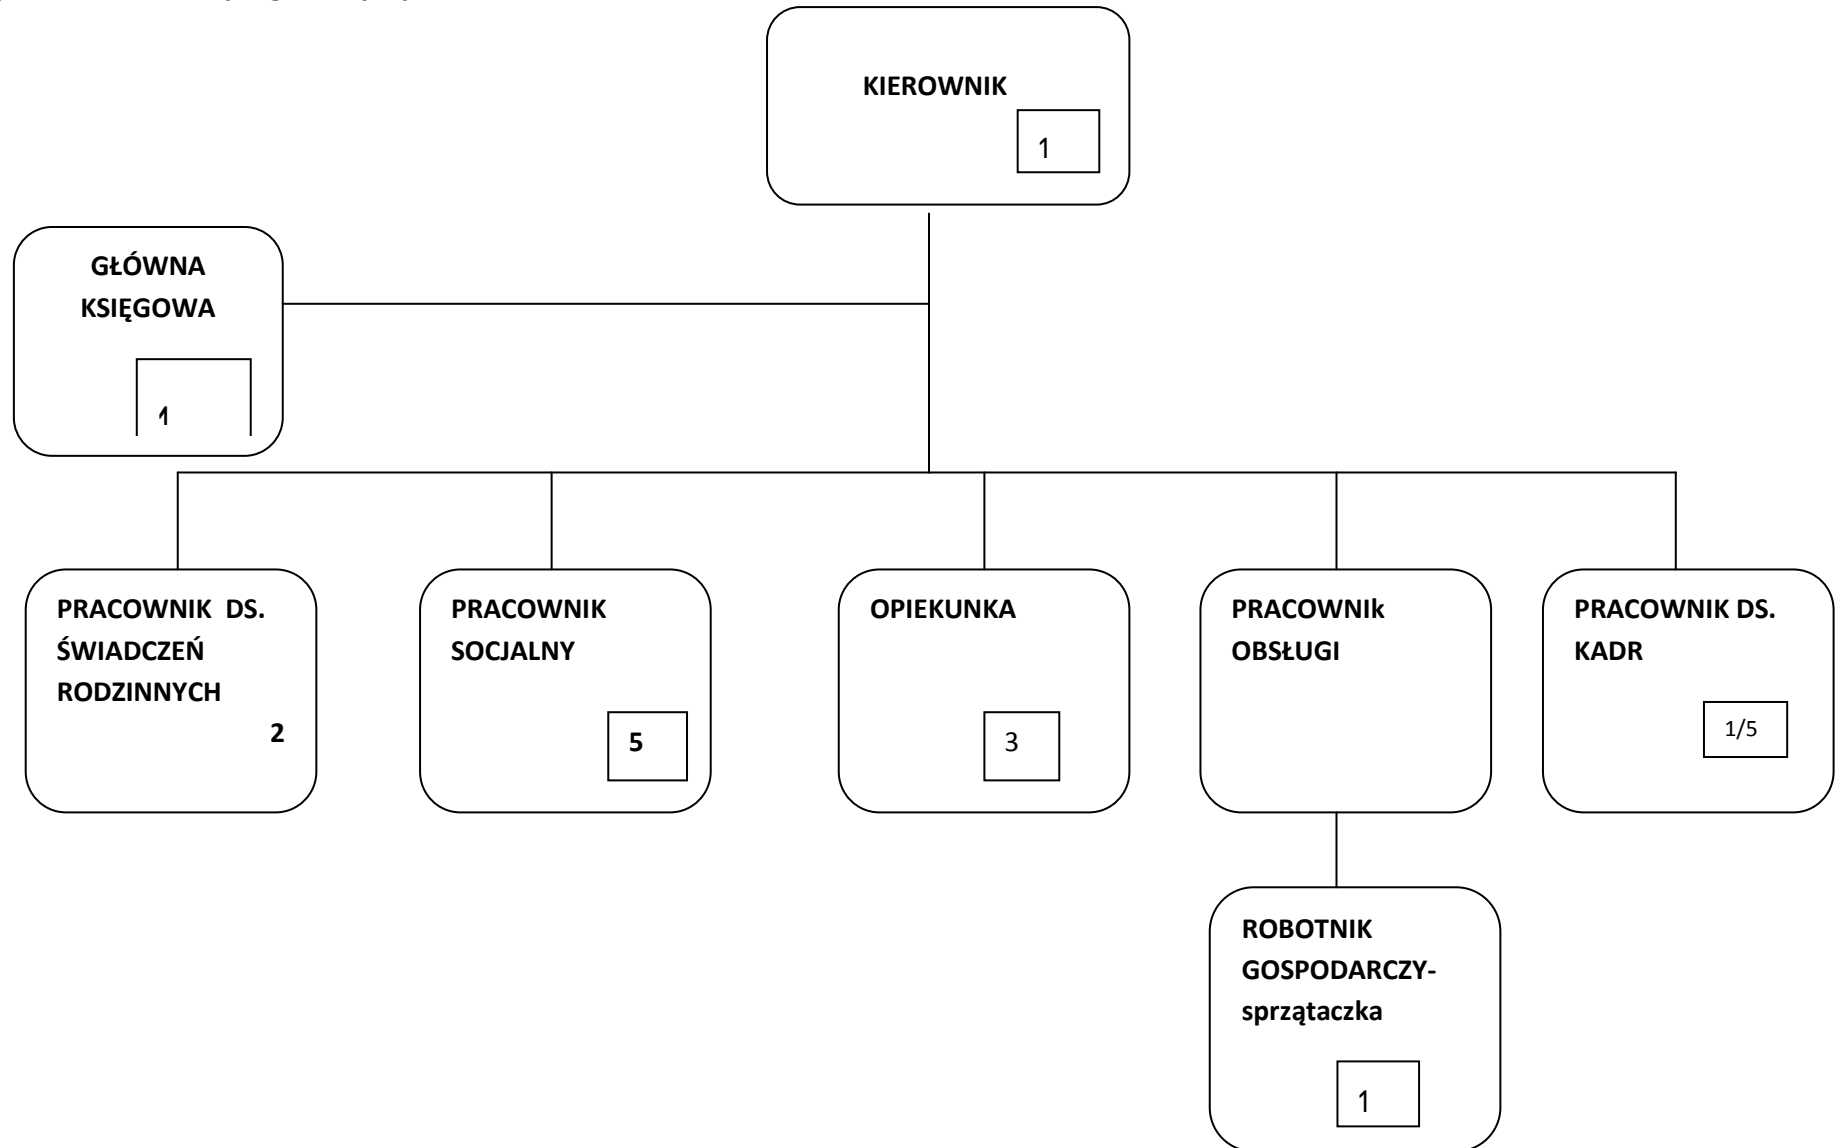 KIEROWNIK
1
GŁÓWNA
KSIĘGOWA
1
PRACOWNIK DS.
ŚWIADCZEŃ
RODZINNYCH
2
PRACOWNIK
SOCJALNY
5
OPIEKUNKA
3
PRACOWNIk
OBSŁUGI
PRACOWNIK DS.
KADR
1/5
ROBOTNIK
GOSPODARCZY-
sprzątaczka
1